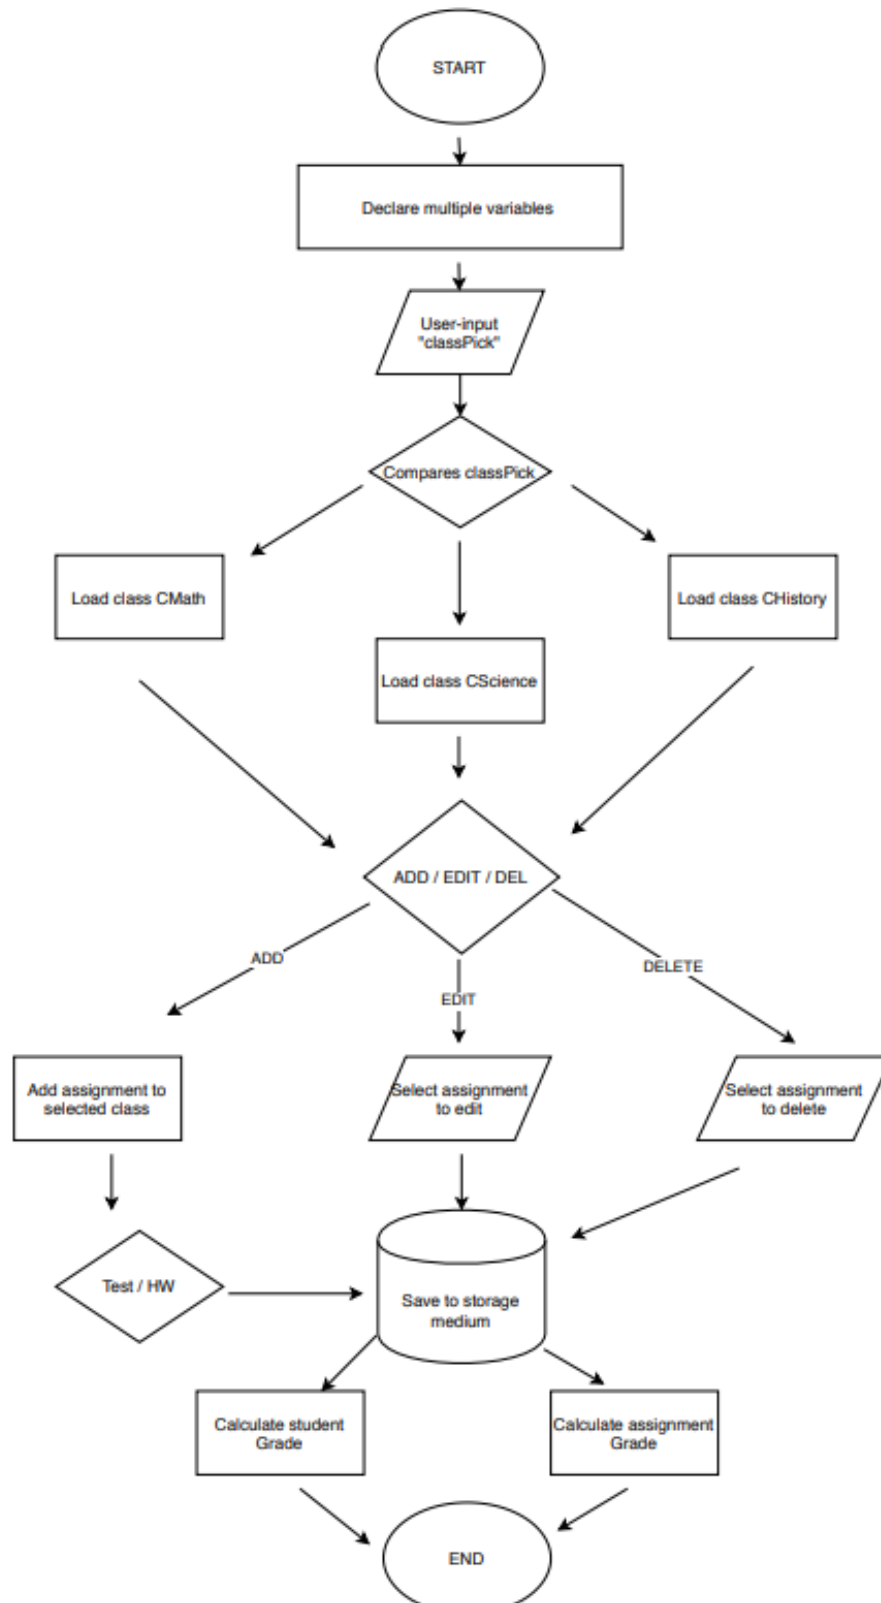 START
Declare multiple variables
User-input
"classPick"
Compares classPick
Load class CMath
Load class CHistory
Load class CScience
ADD / EDIT / DEL
ADD
EDIT
DELETE
Add assignment to
selected class
Select assignment
to edit
Select assignment
to delete
Test / HW
Save to storage
medium
Calculate student
Grade
Calculate assignment
Grade
END